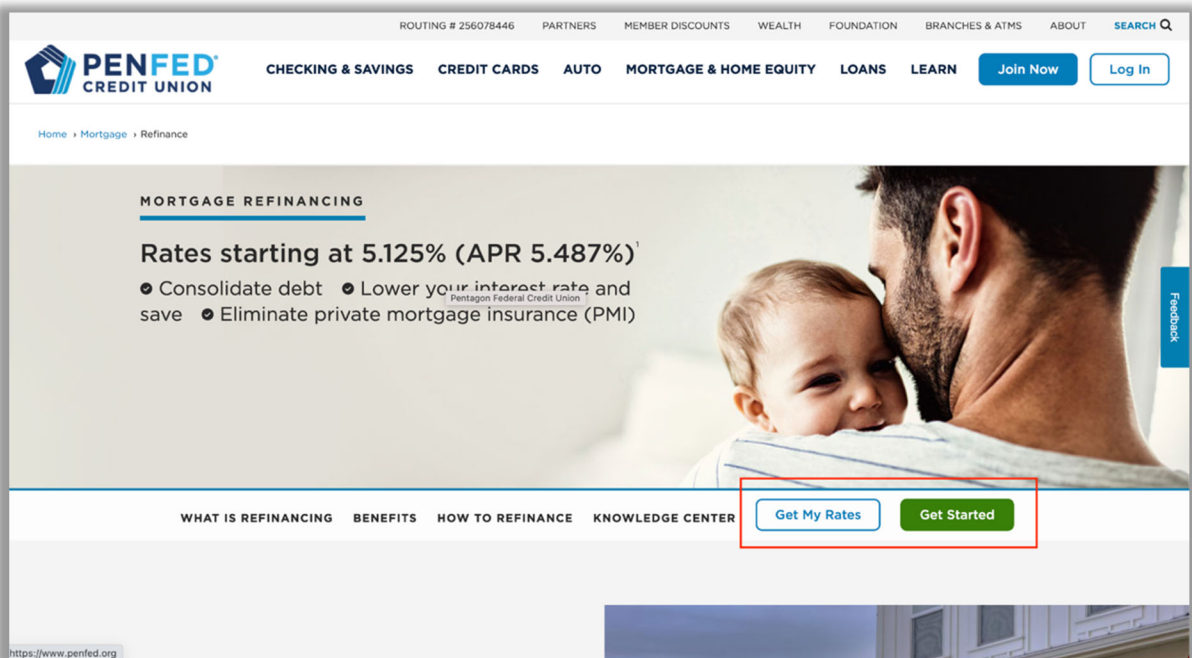 ROUTING # 256078446 PARTNERS MEMBER DISCOUNTS WEALTH FOUNDATION BRANCHES & ATMS ABOUT SEARCH
PENFED®
CREDIT UNION
CHECKING & SAVINGS CREDIT CARDS AUTO MORTGAGE & HOME EQUITY LOANS LEARN Join Now Log In
Home › Mortgage › Refinance
MORTGAGE REFINANCING
Rates starting at 5.125% (APR 5.487%)¹
Consolidate debt Lower your interest rate and
Pentagon Federal Credit Union
save Eliminate private mortgage insurance (PMI)
Feedback
WHAT IS REFINANCING BENEFITS HOW TO REFINANCE KNOWLEDGE CENTER Get My Rates Get Started
https://www.penfed.org